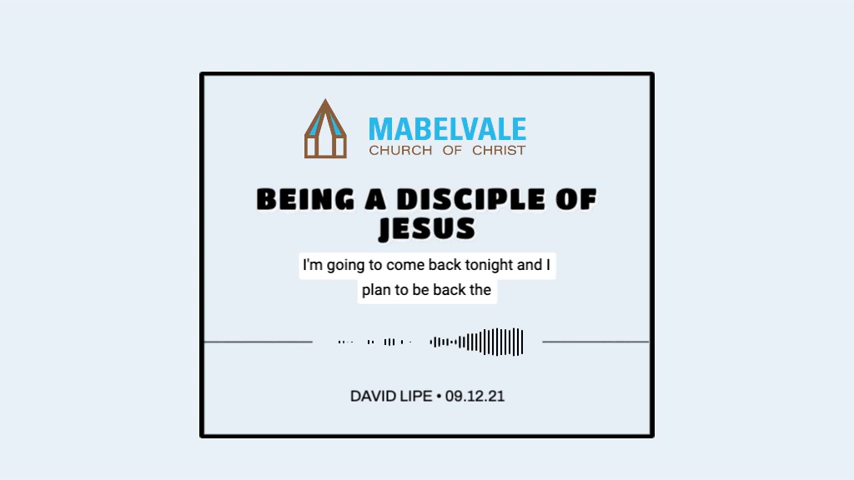 MABELVALE
CHURCH OF CHRIST
BEING A DISCIPLE OF
JESUS
I'm going to come back tonight and I
plan to be back the
DAVID LIPE • 09.12.21